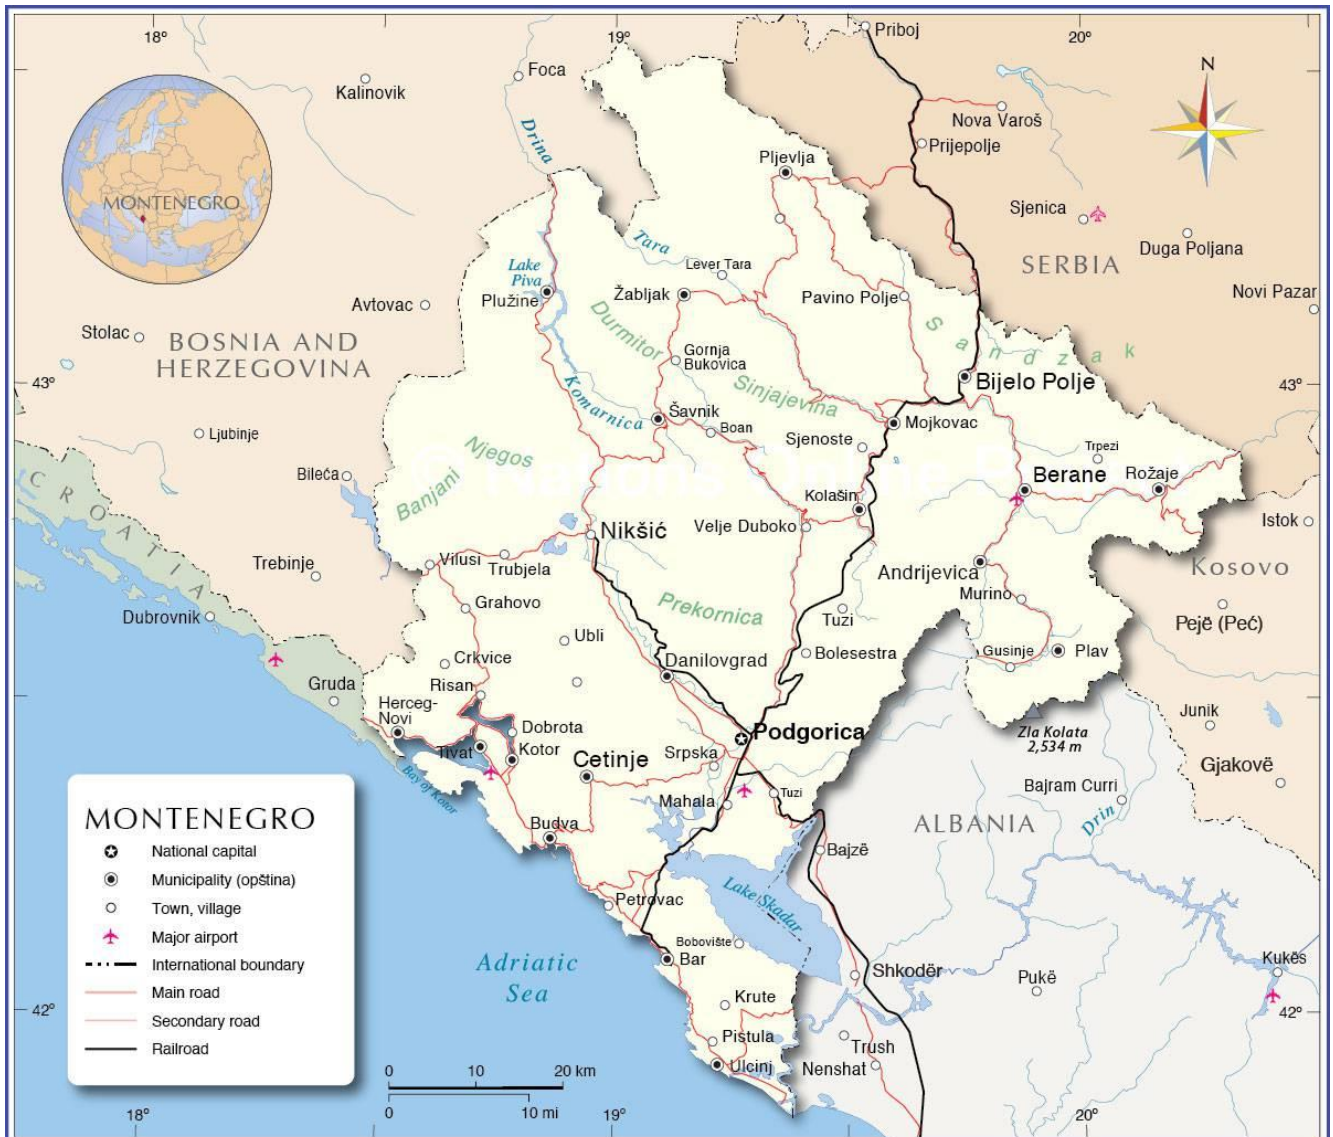 18°
19°
20°
Priboj
Foca
Kalinovik
N
Nova Varoš
Prijepolje
Drina
Pljevlja
MONTENEGRO
Sjenica
Duga Poljana
Tara
SERBIA
Lever Tara
Lake
Piva
Plužine
Žabljak
Pavino Polje
Novi Pazar
Avtovac
Stolac
BOSNIA AND
HERZEGOVINA
Durmitor
Sandzak
Gornja
Bukovica
43°
Sinjajevina
Bijelo Polje
43°
Komarnica
Šavnik
Boan
Mojkovac
Ljubinje
Sjenoste
Trpezi
Njegos
Bileća
© Nations Online P
Berane
Rožaje
Banjani
Kolašin
CROATIA
Nikšić
Velje Duboko
Istok
Vilusi
Trubjela
Trebinje
Andrijevica
Kosovo
Grahovo
Prekornica
Murino
Dubrovnik
Tuzi
Pejë (Peć)
Ubli
Crkvice
Danilovgrad
Bolesestra
Gusinje
Plav
Gruda
Risan
Herceg-
Novi
Dobrota
Podgorica
Zla Kolata
2,534 m
Junik
Tivat
Kotor
Cetinje
Srpska
Gjakovë
Bay of Kotor
Mahala
Tuzi
Bajram Curri
Drin
Budva
ALBANIA
Bajzë
Lake Skadar
Petrovac
Bobovište
Bar
Adriatic
Sea
Shkodër
Pukë
Kukës
Krute
42°
42°
Pistula
Trush
Ulcinj
Nenshat
MONTENEGRO
National capital
Municipality (opština)
Town, village
Major airport
International boundary
Main road
Secondary road
Railroad
0 10 20 km
0 10 mi
18°
19°
20°